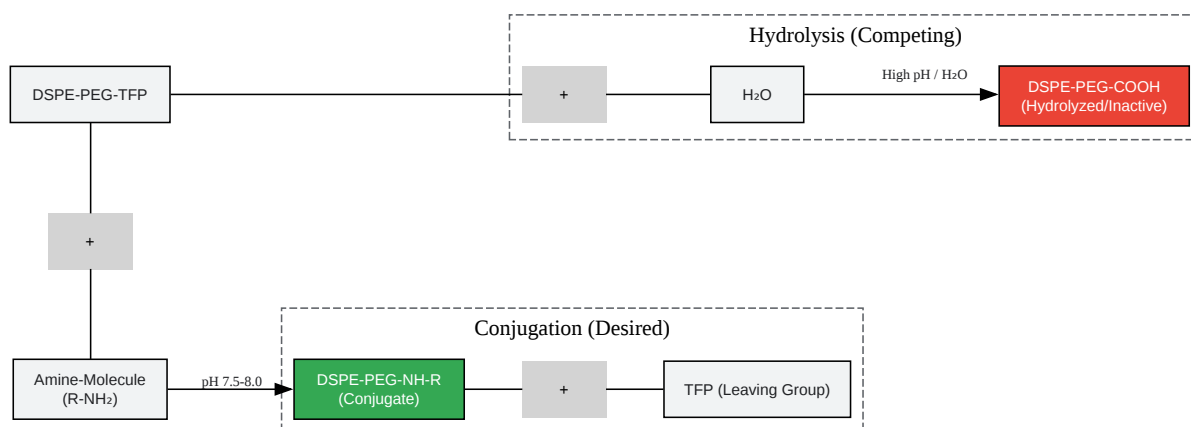 Hydrolysis (Competing)
DSPE-PEG-TFP
+
H₂O
High pH / H₂O
DSPE-PEG-COOH
(Hydrolyzed/Inactive)
+
Conjugation (Desired)
Amine-Molecule
(R-NH₂)
pH 7.5-8.0
DSPE-PEG-NH-R
(Conjugate)
+
TFP (Leaving Group)